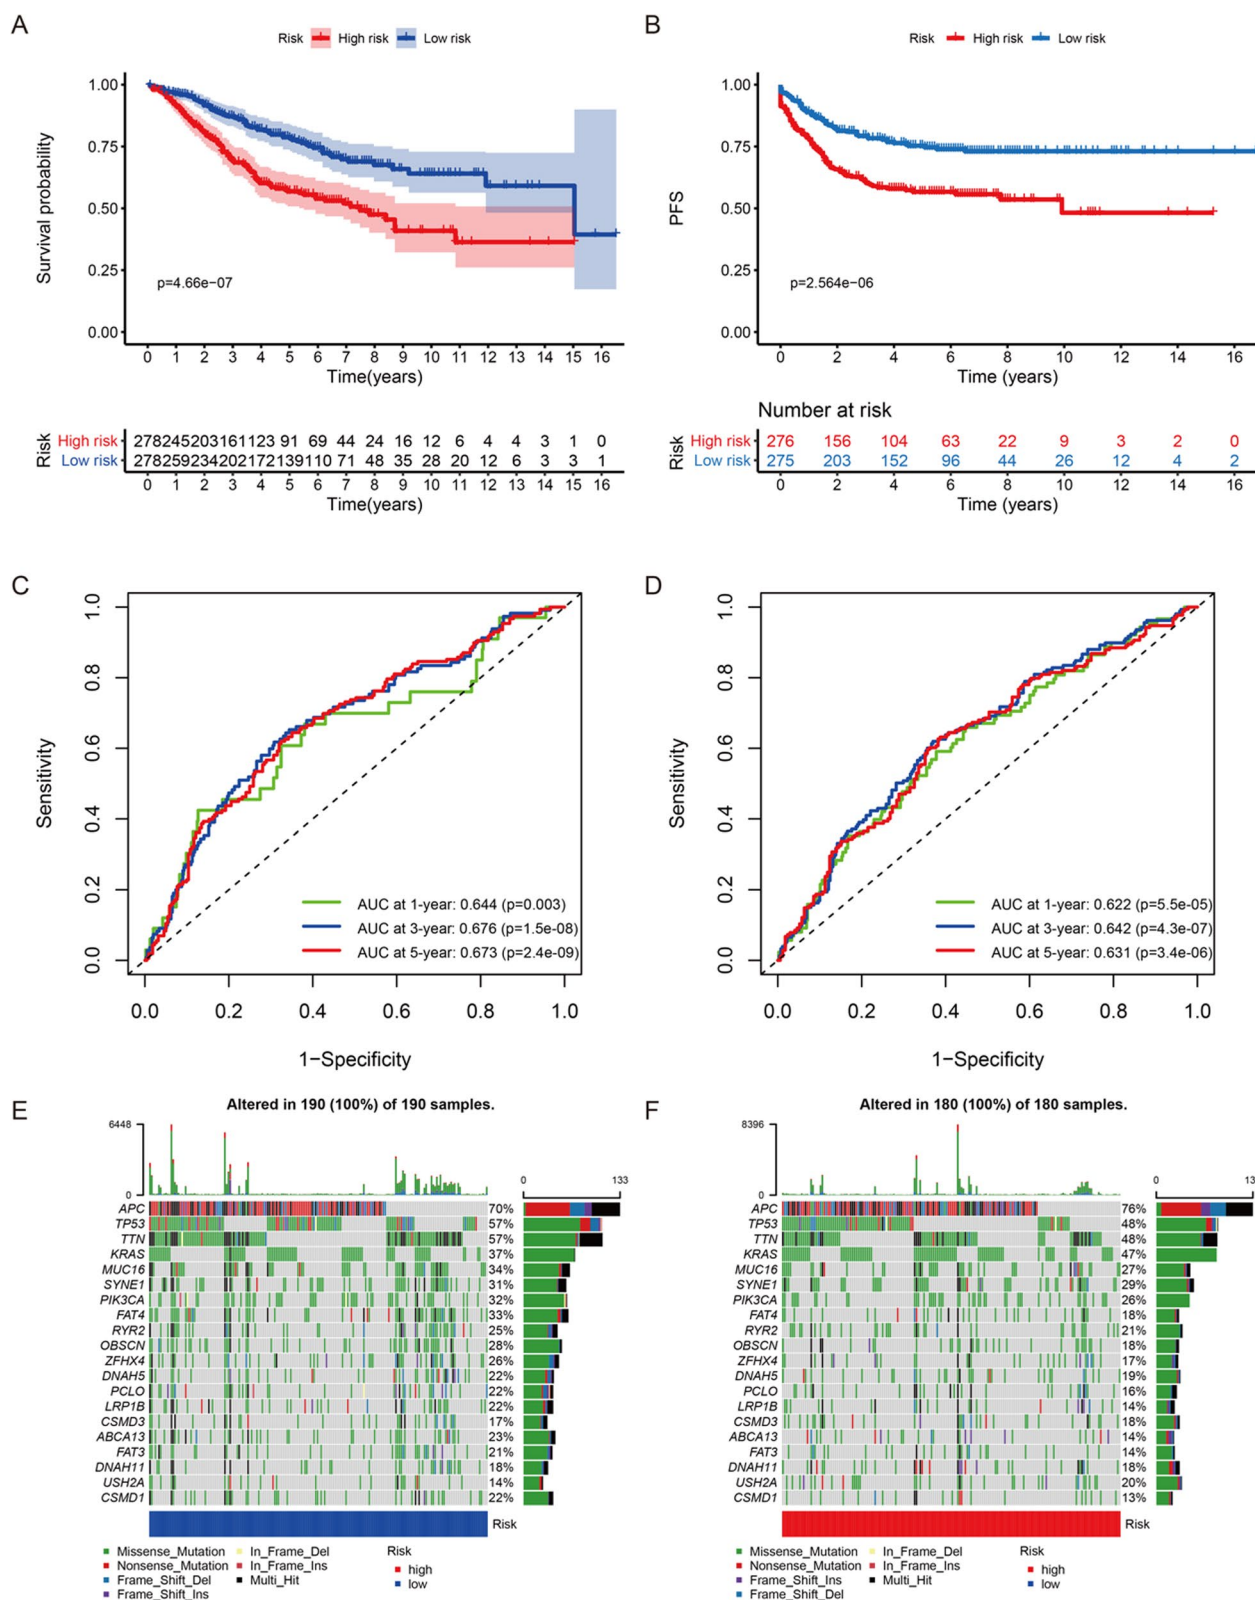 A
Risk High risk Low risk
Survival probability
1.00
0.75
0.50
0.25
0.00
p=4.66e−07
0 1 2 3 4 5 6 7 8 9 10 11 12 13 14 15 16
Time(years)
Risk
High risk 278 245 203 161 123 91 69 44 24 16 12 6 4 4 3 1 0
Low risk 278 259 234 202 172 139 110 71 48 35 28 20 12 6 3 3 1
0 1 2 3 4 5 6 7 8 9 10 11 12 13 14 15 16
Time(years)
B
Risk High risk Low risk
PFS
1.00
0.75
0.50
0.25
0.00
p=2.564e−06
0 2 4 6 8 10 12 14 16
Time (years)
Number at risk
Risk
High risk 276 156 104 63 22 9 3 2 0
Low risk 275 203 152 96 44 26 12 4 2
0 2 4 6 8 10 12 14 16
Time (years)
C
Sensitivity
1.0
0.8
0.6
0.4
0.2
0.0
AUC at 1−year: 0.644 (p=0.003)
AUC at 3−year: 0.676 (p=1.5e−08)
AUC at 5−year: 0.673 (p=2.4e−09)
0.0 0.2 0.4 0.6 0.8 1.0
1−Specificity
D
Sensitivity
1.0
0.8
0.6
0.4
0.2
0.0
AUC at 1−year: 0.622 (p=5.5e−05)
AUC at 3−year: 0.642 (p=4.3e−07)
AUC at 5−year: 0.631 (p=3.4e−06)
0.0 0.2 0.4 0.6 0.8 1.0
1−Specificity
E
Altered in 190 (100%) of 190 samples.
6448
0
0 133
APC 70%
TP53 57%
TTN 57%
KRAS 37%
MUC16 34%
SYNE1 31%
PIK3CA 32%
FAT4 33%
RYR2 25%
OBSCN 28%
ZFHX4 26%
DNAH5 22%
PCLO 22%
LRP1B 22%
CSMD3 17%
ABCA13 23%
FAT3 21%
DNAH11 18%
USH2A 14%
CSMD1 22%
Risk
Missense_Mutation
Nonsense_Mutation
Frame_Shift_Del
Frame_Shift_Ins
In_Frame_Del
In_Frame_Ins
Multi_Hit
Risk
high
low
F
Altered in 180 (100%) of 180 samples.
8396
0
0 13
APC 76%
TP53 48%
TTN 48%
KRAS 47%
MUC16 27%
SYNE1 29%
PIK3CA 26%
FAT4 18%
RYR2 21%
OBSCN 18%
ZFHX4 17%
DNAH5 19%
PCLO 16%
LRP1B 14%
CSMD3 18%
ABCA13 14%
FAT3 14%
DNAH11 18%
USH2A 20%
CSMD1 13%
Risk
Missense_Mutation
Nonsense_Mutation
Frame_Shift_Ins
Frame_Shift_Del
In_Frame_Del
In_Frame_Ins
Multi_Hit
Risk
high
low